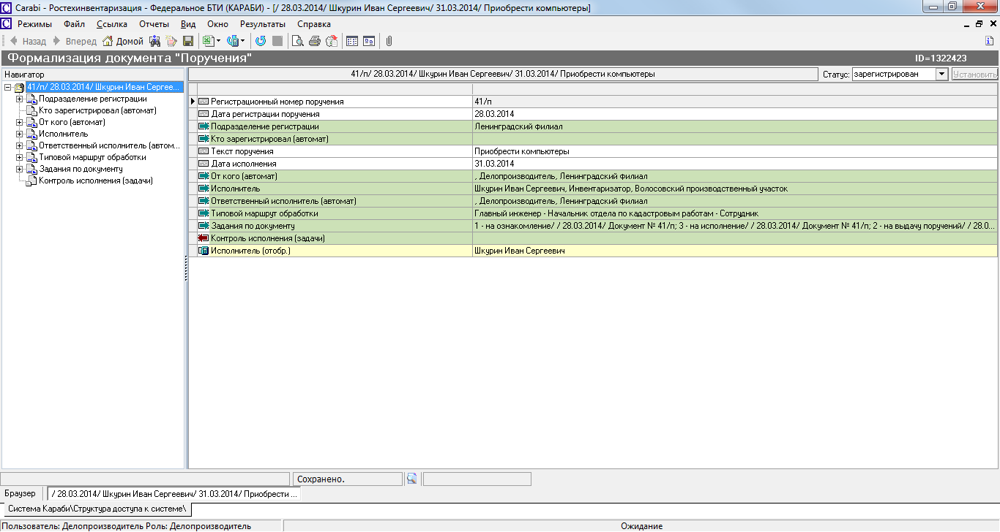 Carabi - Ростехинвентаризация - Федеральное БТИ (КАРАБИ) - [/ 28.03.2014/ Шкурин Иван Сергеевич/ 31.03.2014/ Приобрести компьютеры]
Режимы Файл Ссылка Отчеты Вид Окно Результаты Справка
Назад Вперед Домой
Формализация документа "Поручения" ID=1322423
Навигатор
41/п/ 28.03.2014/ Шкурин Иван Сергеевич/ 31.03.2014/ Приобрести компьютеры Статус: зарегистрирован Установить
41/п/ 28.03.2014/ Шкурин Иван Сергее...
Подразделение регистрации
Кто зарегистрировал (автомат)
От кого (автомат)
Исполнитель
Ответственный исполнитель (автом...
Типовой маршрут обработки
Задания по документу
Контроль исполнения (задачи)
Регистрационный номер поручения 41/п
Дата регистрации поручения 28.03.2014
Подразделение регистрации Ленинградский филиал
Кто зарегистрировал (автомат)
Текст поручения Приобрести компьютеры
Дата исполнения 31.03.2014
От кого (автомат) , Делопроизводитель, Ленинградский филиал
Исполнитель Шкурин Иван Сергеевич, Инвентаризатор, Волосовский производственный участок
Ответственный исполнитель (автомат) , Делопроизводитель, Ленинградский филиал
Типовой маршрут обработки Главный инженер - Начальник отдела по кадастровым работам - Сотрудник
Задания по документу 1 - на ознакомление/ / 28.03.2014/ Документ № 41/п; 3 - на исполнение/ / 28.03.2014/ Документ № 41/п; 2 - на выдачу поручений/ / 28.0...
Контроль исполнения (задачи)
Исполнитель (отобр.) Шкурин Иван Сергеевич
Сохранено.
Браузер / 28.03.2014/ Шкурин Иван Сергеевич/ 31.03.2014/ Приобрести ...
Система Караби\Структура доступа к системе\
Пользователь: Делопроизводитель Роль: Делопроизводитель Ожидание